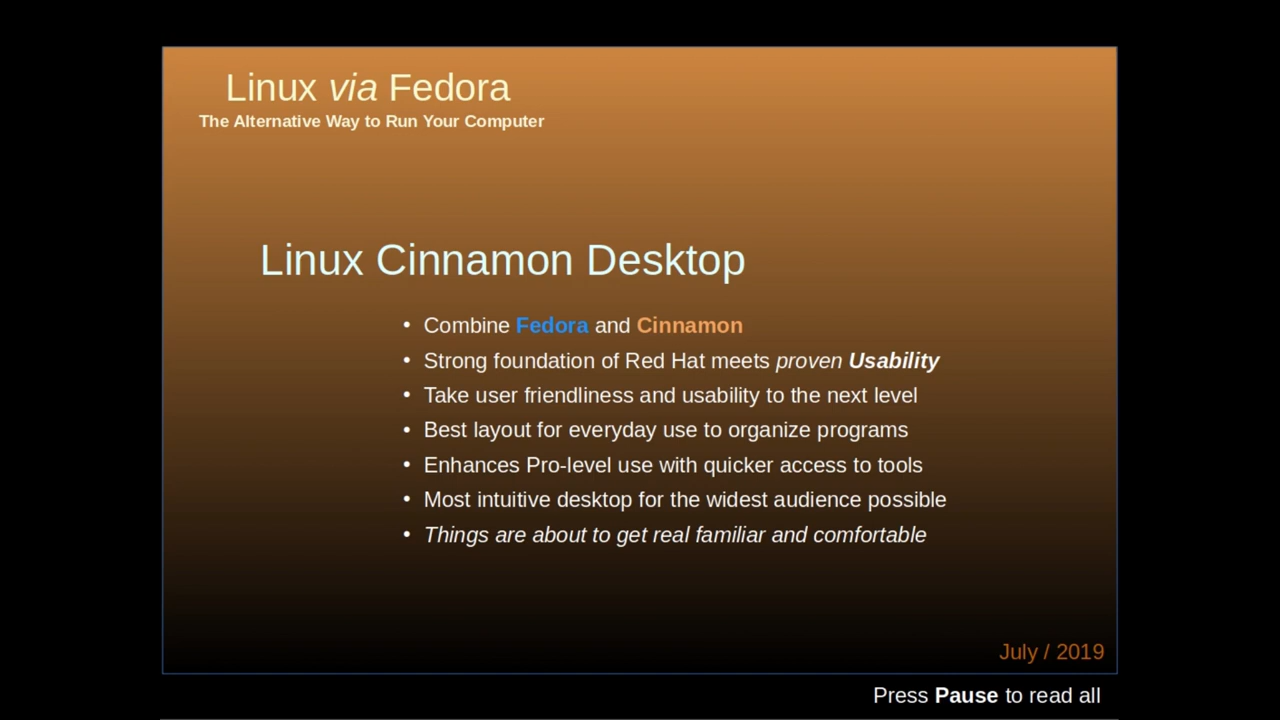 Linux via Fedora
The Alternative Way to Run Your Computer
Linux Cinnamon Desktop
• Combine Fedora and Cinnamon
• Strong foundation of Red Hat meets proven Usability
• Take user friendliness and usability to the next level
• Best layout for everyday use to organize programs
• Enhances Pro-level use with quicker access to tools
• Most intuitive desktop for the widest audience possible
• Things are about to get real familiar and comfortable
July / 2019
Press Pause to read all